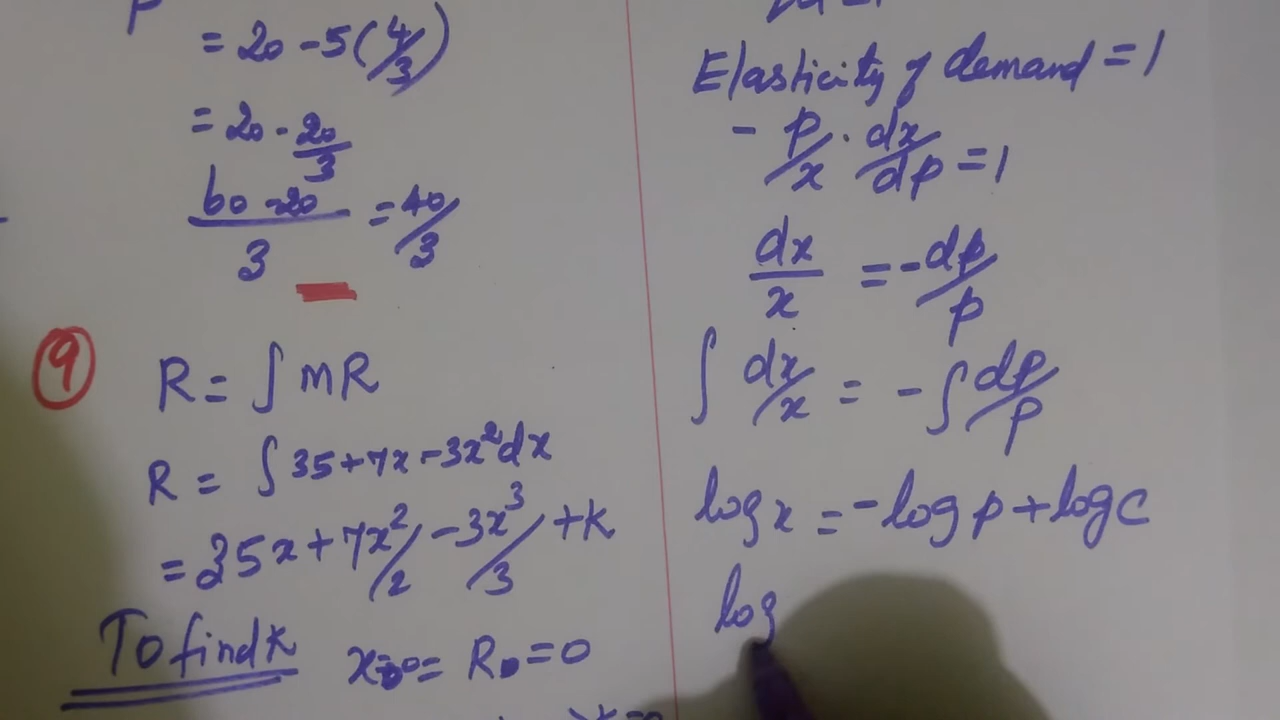 P
= 20 - 5(4/3)
= 20 - 20/3
60 - 20/3 = 40/3
9
R = ∫ MR
R = ∫ 35+7x-3x²dx
= 35x + 7x²/2 - 3x³/3 + k
To find k x=0= R=0
Elasticity of demand = 1
- p/x · dx/dp = 1
dx/x = - dp/p
∫ dx/x = - ∫ dp/p
log x = - log p + log c
log